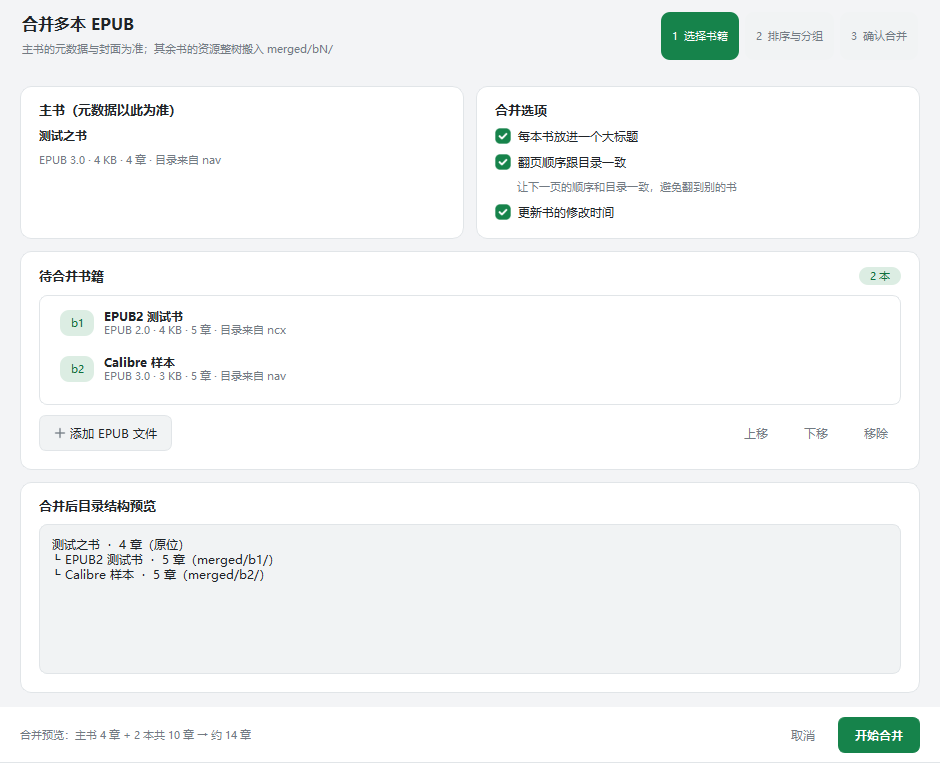 合并多本 EPUB
主书的元数据与封面为准；其余书的资源整树搬入 merged/bN/
1 选择书籍
2 排序与分组
3 确认合并
主书（元数据以此为准）
测试之书
EPUB 3.0 · 4 KB · 4 章 · 目录来自 nav
合并选项
每本书放进一个大标题
翻页顺序跟目录一致
让下一页的顺序和目录一致，避免翻到别的书
更新书的修改时间
待合并书籍
2 本
b1
EPUB2 测试书
EPUB 2.0 · 4 KB · 5 章 · 目录来自 ncx
b2
Calibre 样本
EPUB 3.0 · 3 KB · 5 章 · 目录来自 nav
＋ 添加 EPUB 文件
上移
下移
移除
合并后目录结构预览
测试之书 · 4 章（原位）
└ EPUB2 测试书 · 5 章（merged/b1/）
└ Calibre 样本 · 5 章（merged/b2/）
合并预览：主书 4 章 + 2 本共 10 章 → 约 14 章
取消
开始合并